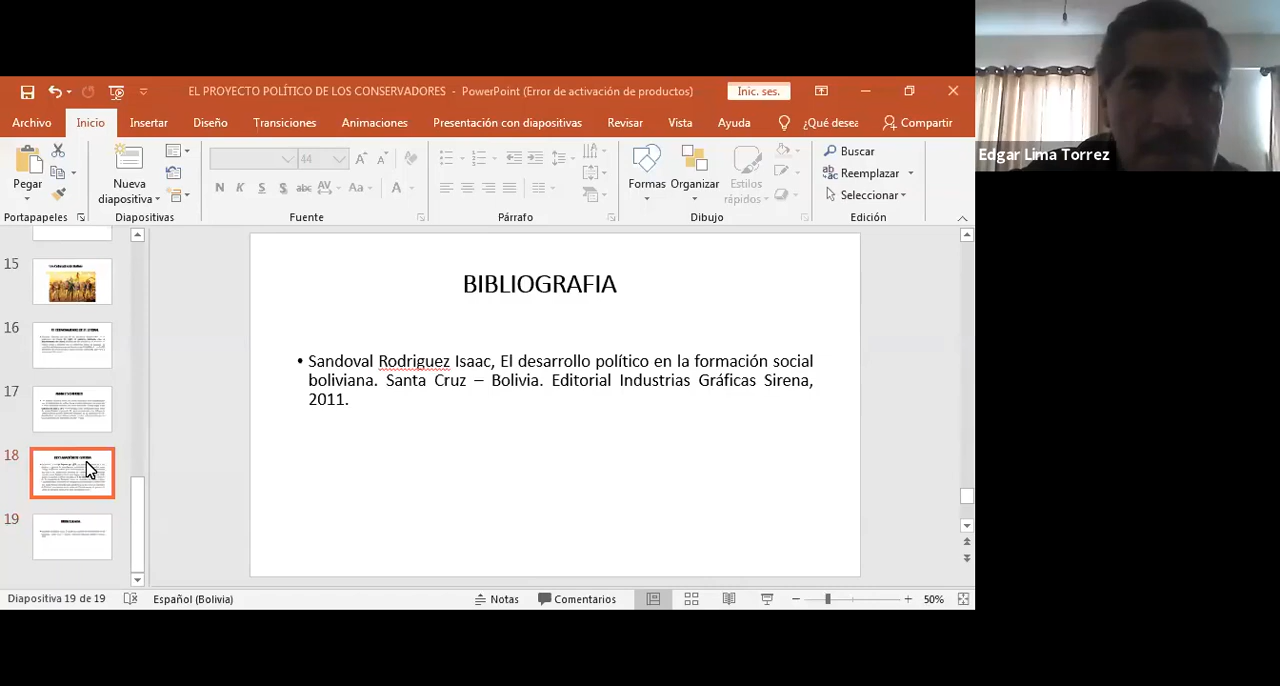 EL PROYECTO POLÍTICO DE LOS CONSERVADORES - PowerPoint (Error de activación de productos)
Inic. ses.
Archivo Inicio Insertar Diseño Transiciones Animaciones Presentación con diapositivas Revisar Vista Ayuda ¿Qué desea Compartir
Pegar
Nueva
diapositiva
44
N K S S abc AV Aa A
Formas Organizar Estilos
rápidos
Buscar
Reemplazar
Seleccionar
Portapapeles Diapositivas Fuente Párrafo Dibujo Edición
15
16
17
18
19
BIBLIOGRAFIA
• Sandoval Rodriguez Isaac, El desarrollo político en la formación social
boliviana. Santa Cruz – Bolivia. Editorial Industrias Gráficas Sirena,
2011.
Diapositiva 19 de 19 Español (Bolivia) Notas Comentarios 50%
Edgar Lima Torrez